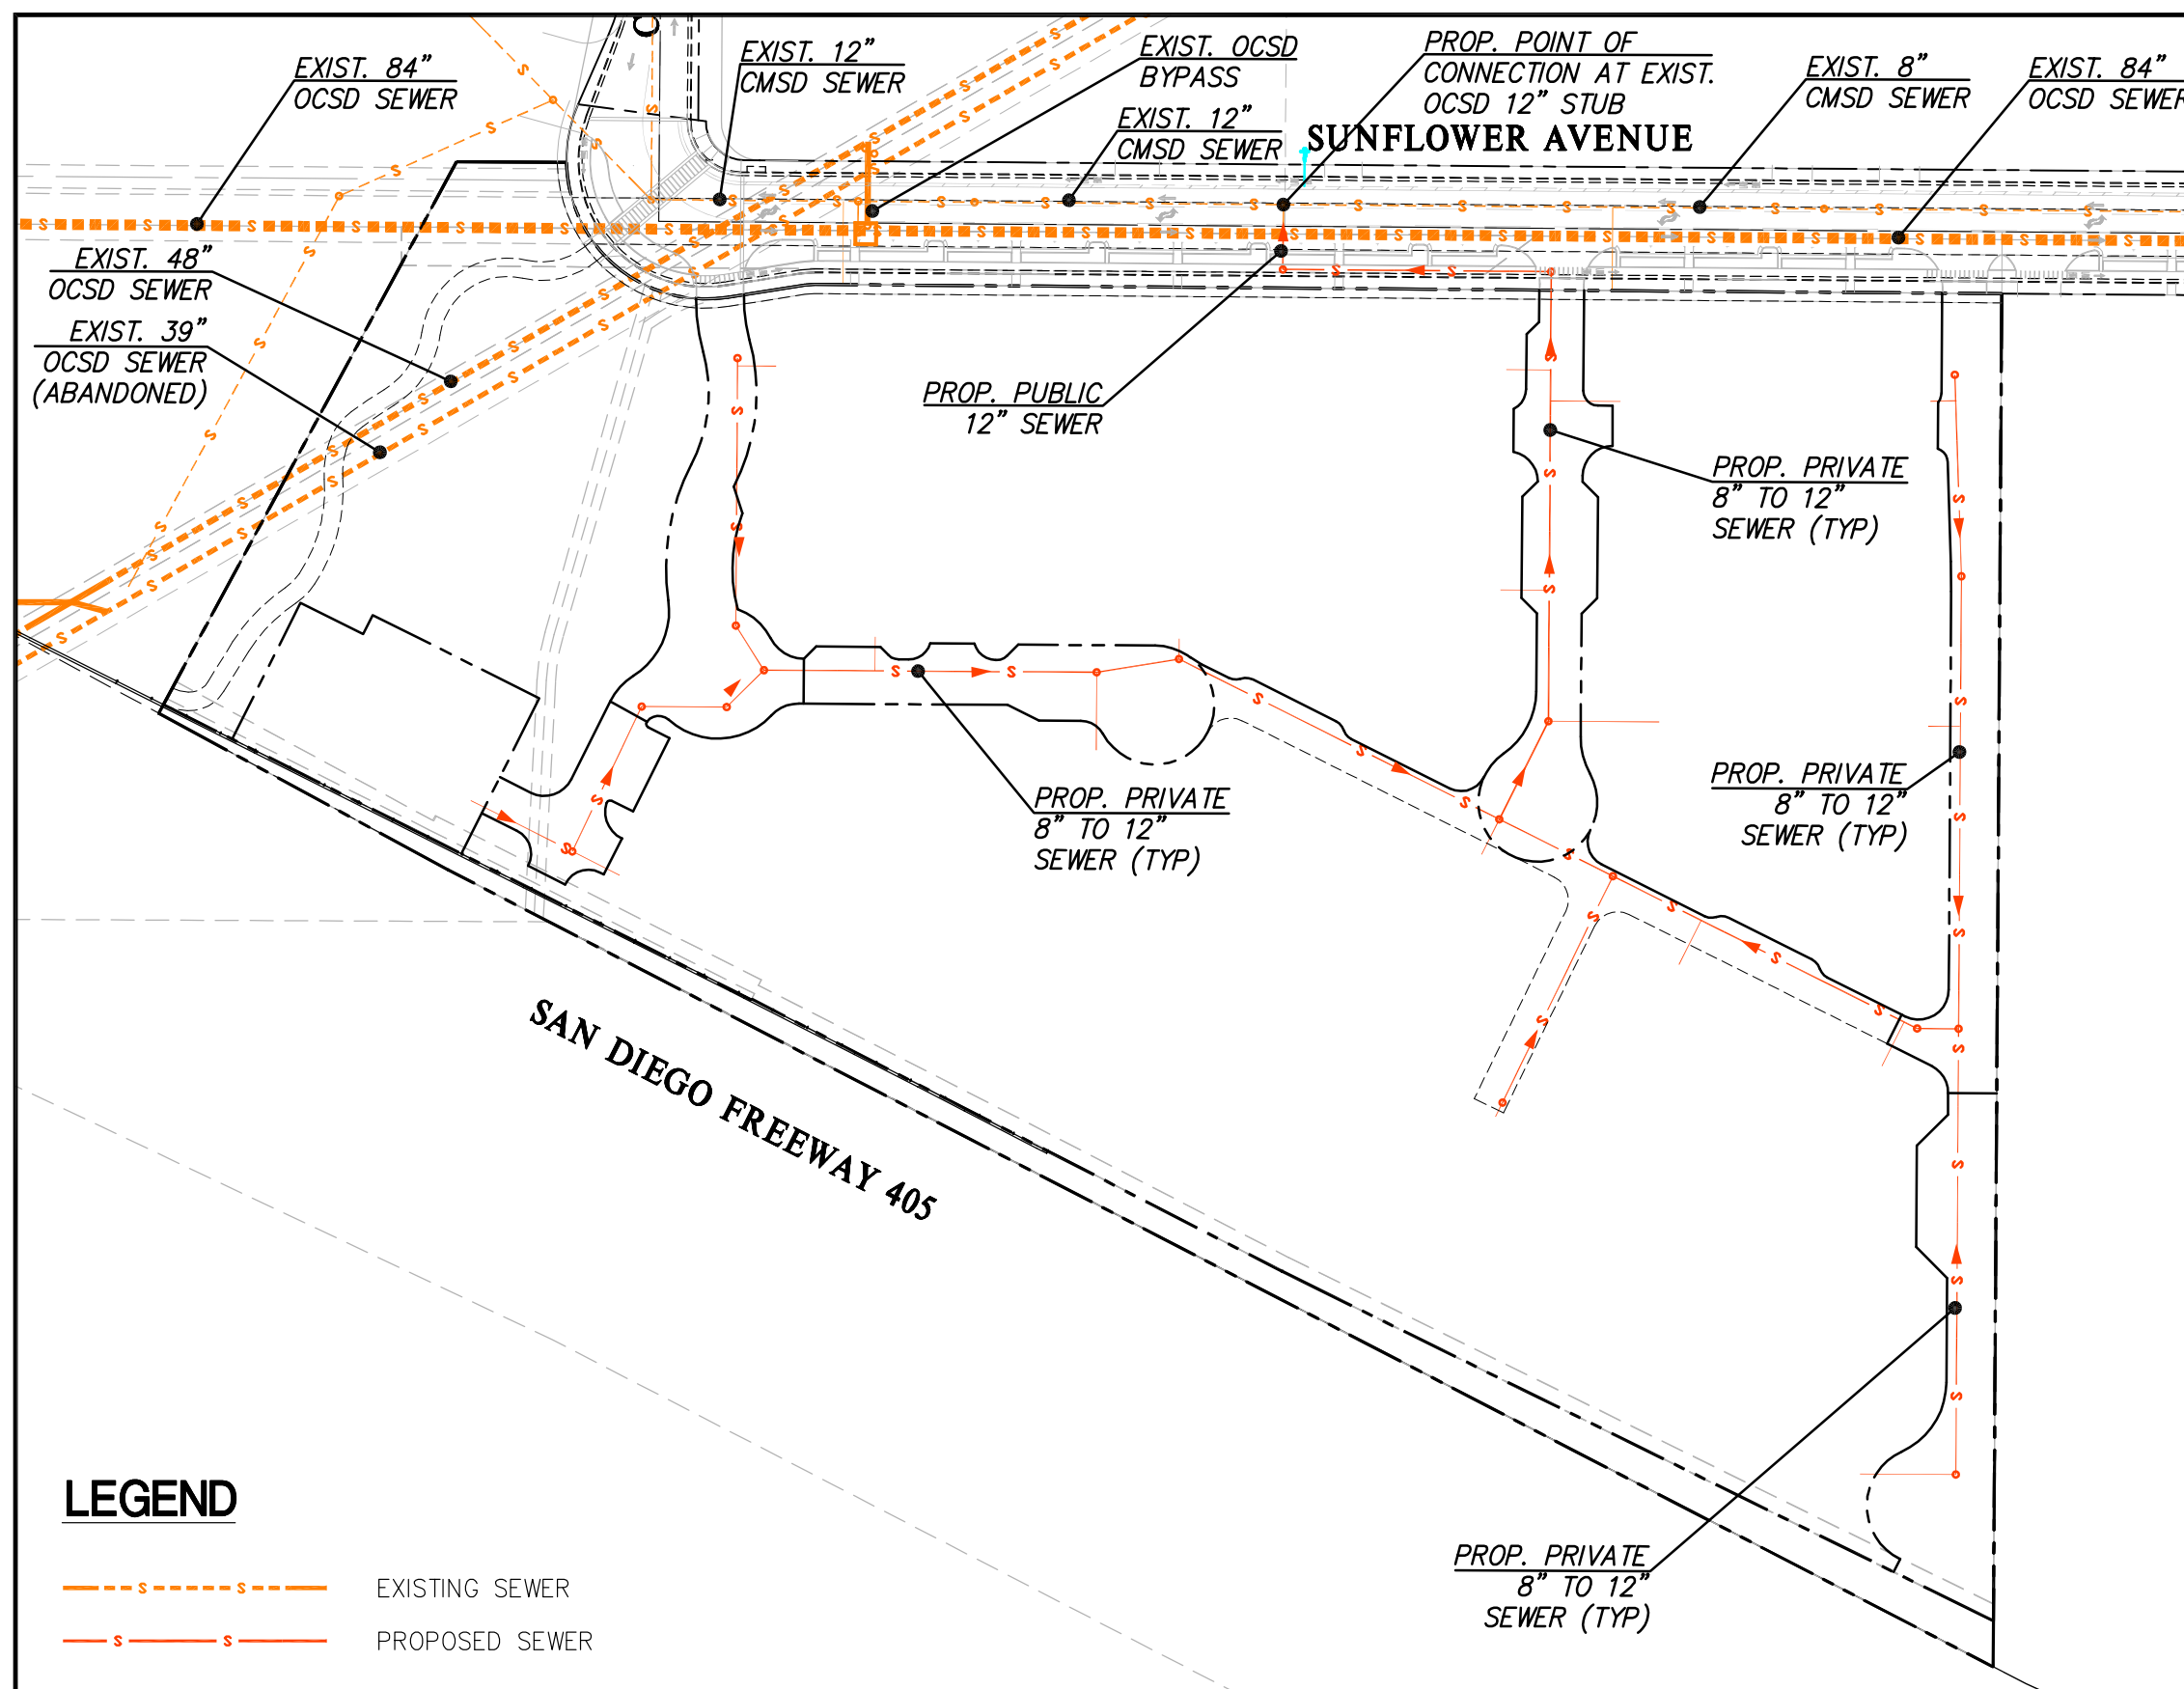 EXIST. 84"
OCSD SEWER
EXIST. 12"
CMSD SEWER
EXIST. OCSD
BYPASS
EXIST. 12"
CMSD SEWER
PROP. POINT OF
CONNECTION AT EXIST.
OCSD 12" STUB
SUNFLOWER AVENUE
EXIST. 8"
CMSD SEWER
EXIST. 84"
OCSD SEWER
EXIST. 48"
OCSD SEWER
EXIST. 39"
OCSD SEWER
(ABANDONED)
PROP. PUBLIC
12" SEWER
PROP. PRIVATE
8" TO 12"
SEWER (TYP)
PROP. PRIVATE
8" TO 12"
SEWER (TYP)
PROP. PRIVATE
8" TO 12"
SEWER (TYP)
SAN DIEGO FREEWAY 405
PROP. PRIVATE
8" TO 12"
SEWER (TYP)
LEGEND
S S EXISTING SEWER
S S PROPOSED SEWER